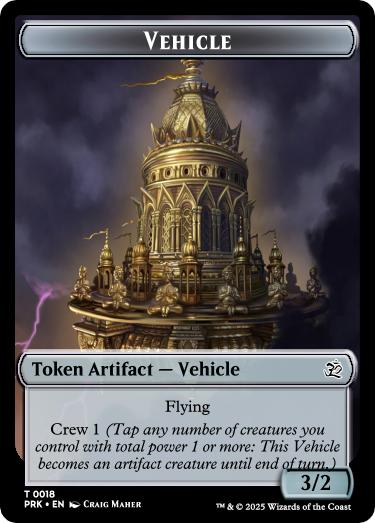 VEHICLE
Token Artifact — Vehicle
Flying
Crew 1 (Tap any number of creatures you
control with total power 1 or more: This Vehicle
becomes an artifact creature until end of turn.)
3/2
T 0018
PRK • EN CRAIG MAHER
™ & © 2025 Wizards of the Coast